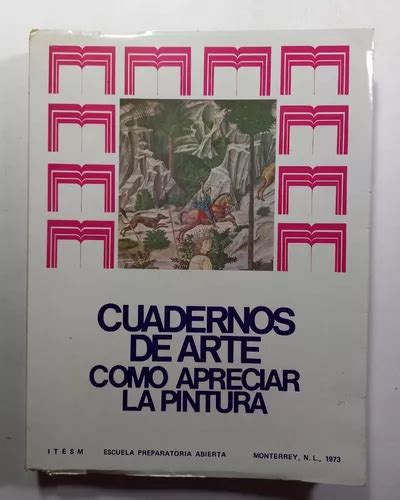 CUADERNOS
DE ARTE
COMO APRECIAR
LA PINTURA
ITESM ESCUELA PREPARATORIA ABIERTA MONTERREY, N. L., 1973